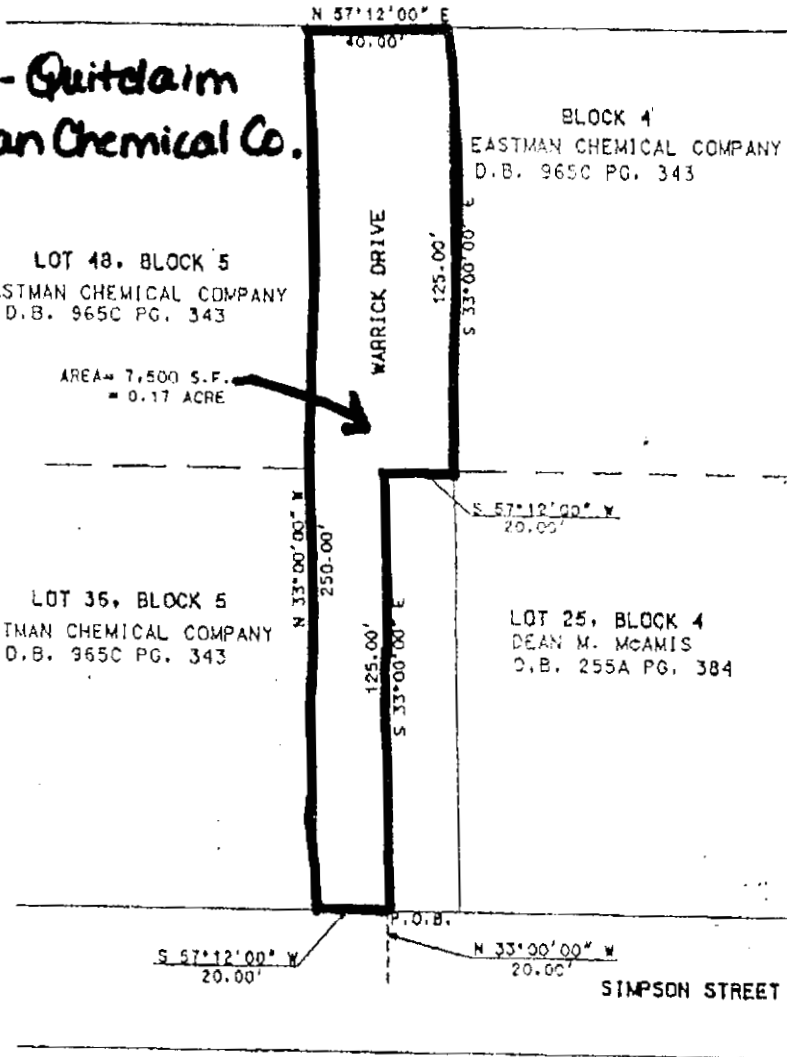 N 57°12'00" E
40.00'
- Quitclaim
an Chemical Co.
BLOCK 4
EASTMAN CHEMICAL COMPANY
D.B. 965C PG. 343
WARRICK DRIVE
125.00'
S 33°00'00" E
LOT 48, BLOCK 5
ASTMAN CHEMICAL COMPANY
D.B. 965C PG. 343
AREA= 7,500 S.F.
= 0.17 ACRE
S 57°12'00" W
20.00'
N 33°00'00" W
250.00'
LOT 35, BLOCK 5
TMAN CHEMICAL COMPANY
D.B. 965C PG. 343
125.00'
S 33°00'00" E
LOT 25, BLOCK 4
DEAN M. McAMIS
D.B. 255A PG. 384
P.O.B.
S 57°12'00" W
20.00'
N 33°00'00" W
20.00'
SIMPSON STREET